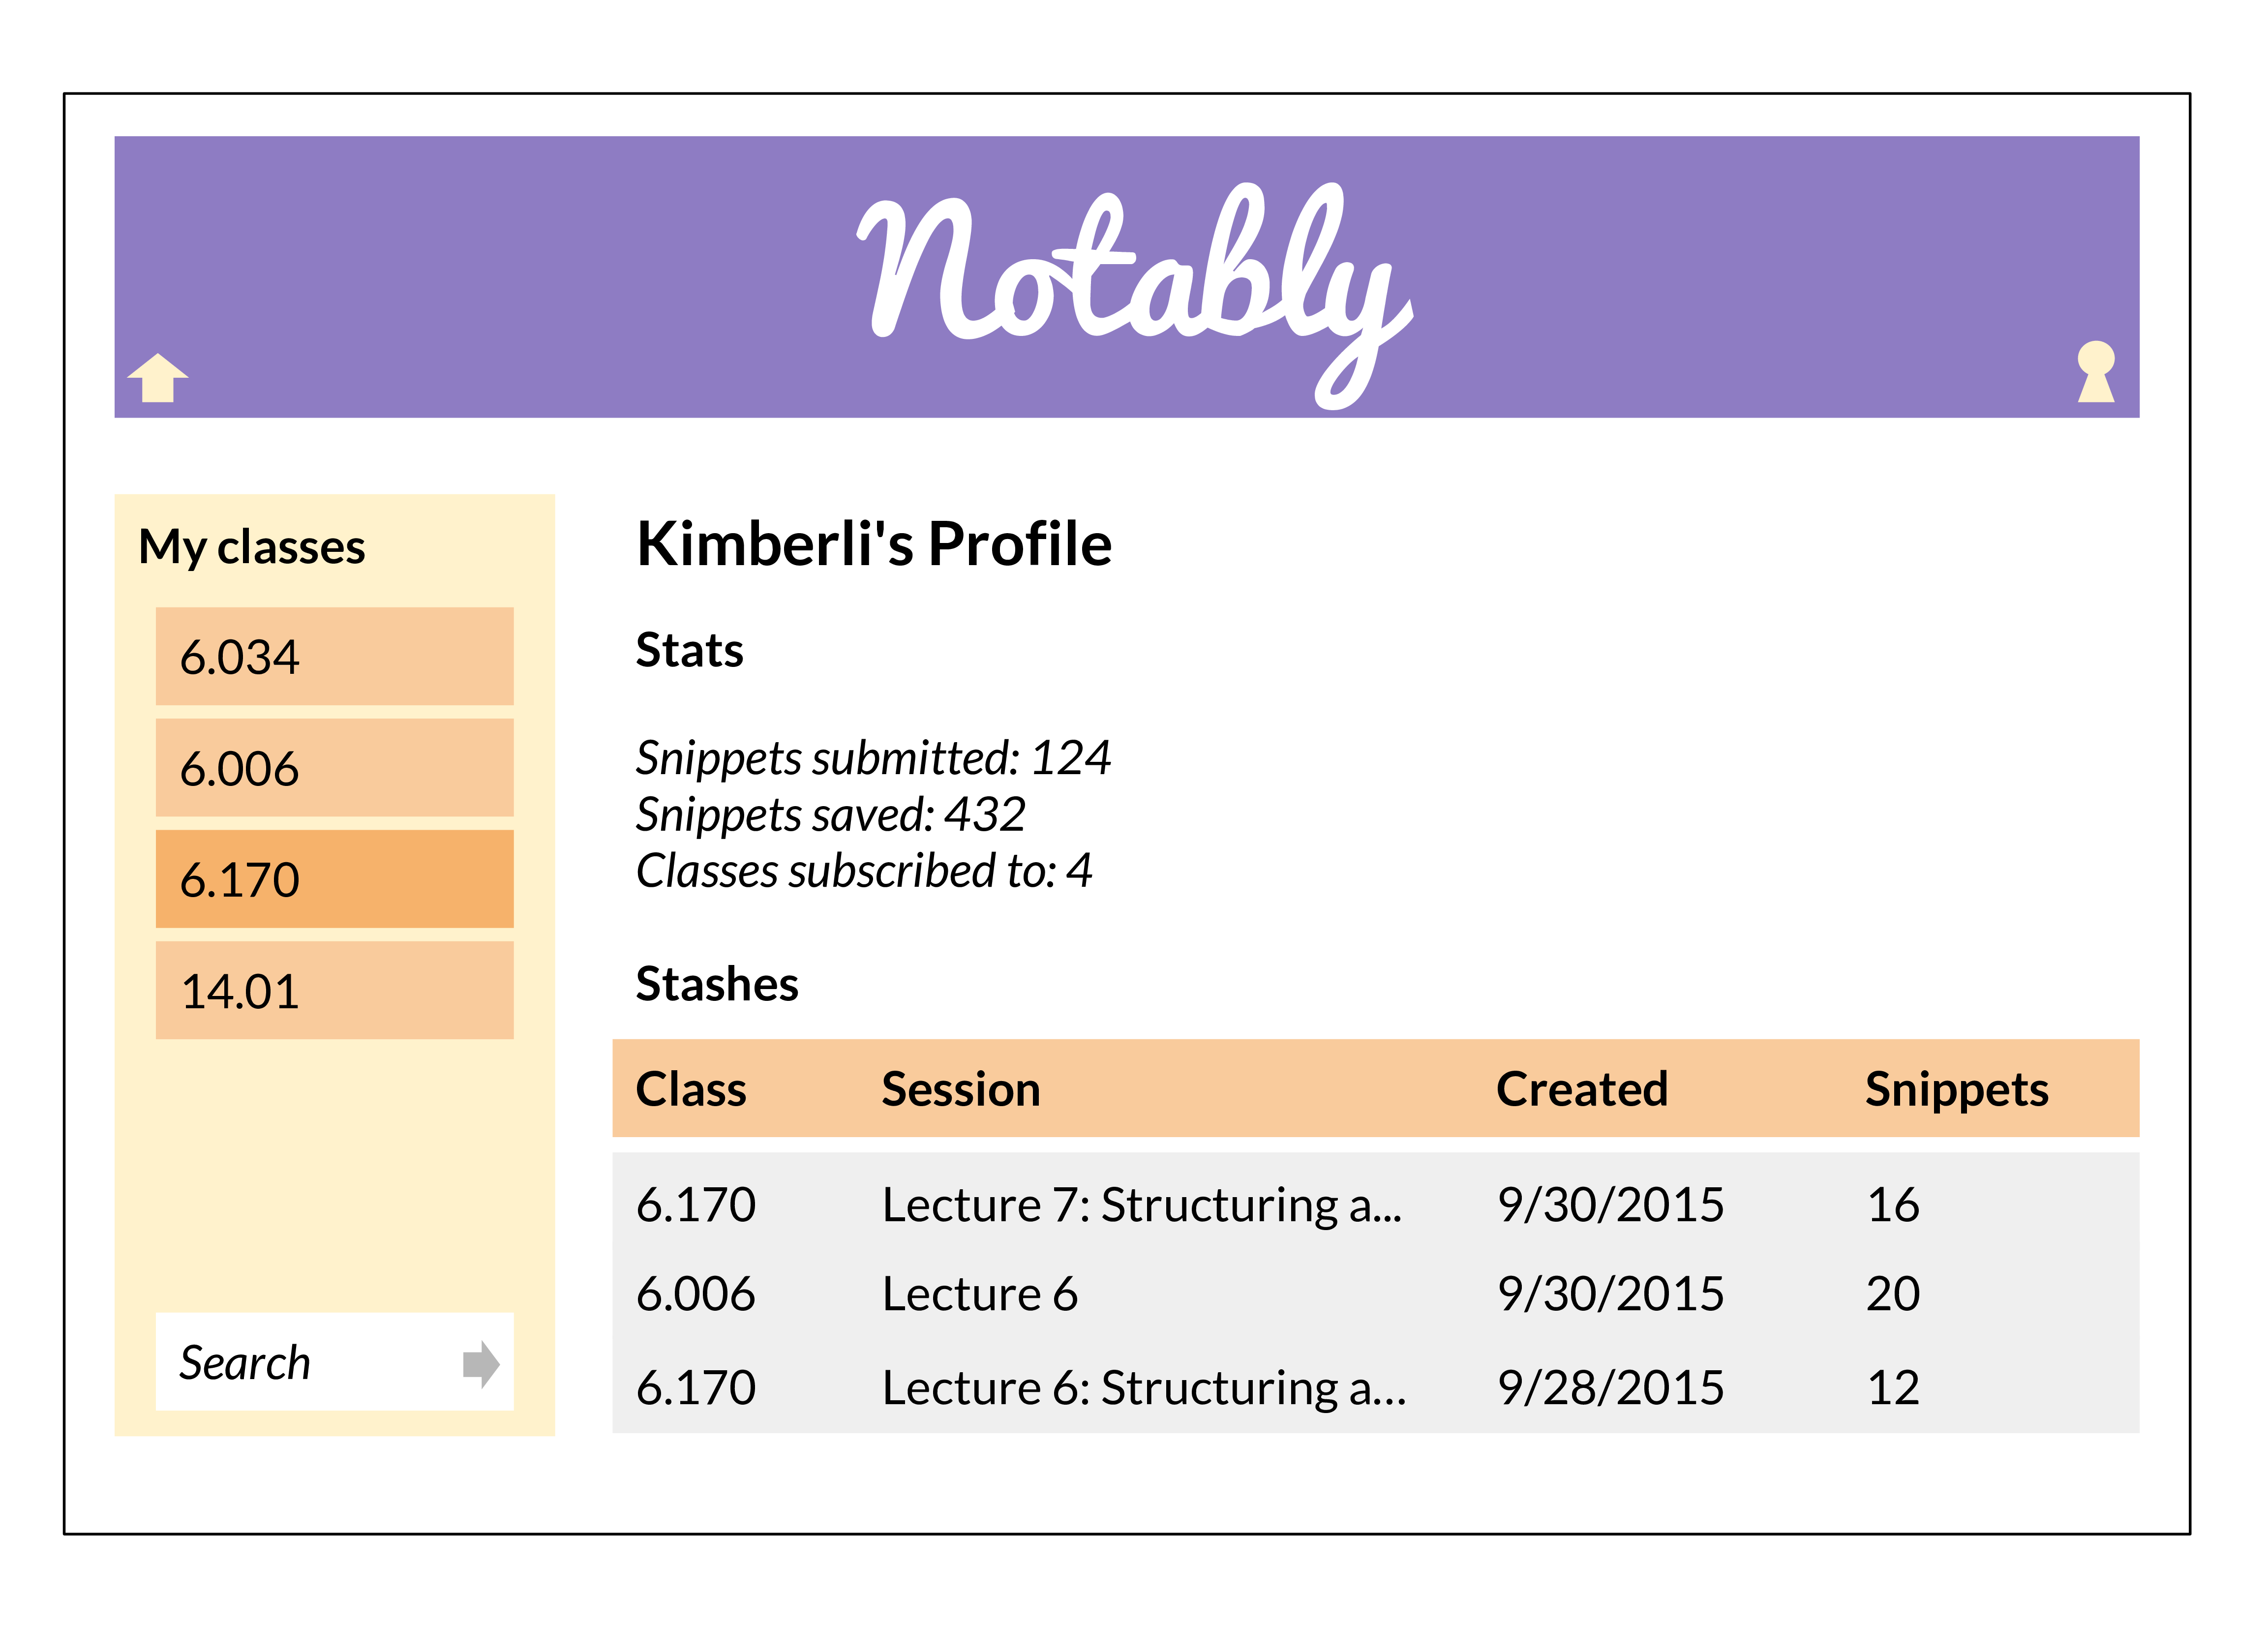 Notably
My classes
6.034
6.006
6.170
14.01
Search
Kimberli's Profile
Stats
Snippets submitted: 124
Snippets saved: 432
Classes subscribed to: 4
Stashes
Class Session Created Snippets
6.170 Lecture 7: Structuring a... 9/30/2015 16
6.006 Lecture 6 9/30/2015 20
6.170 Lecture 6: Structuring a... 9/28/2015 12